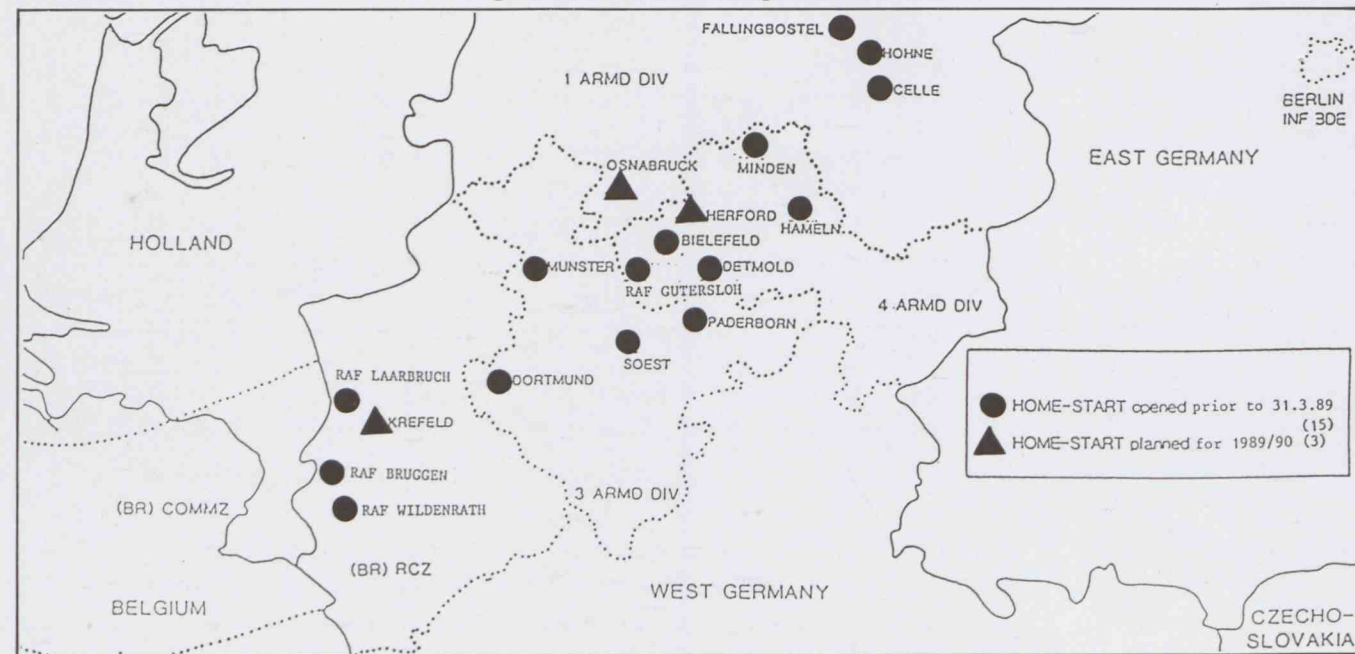 FALLINGBOSTEL
HOHNE
1 ARMD DIV
CELLE
BERLIN
INF BDE
OSNABRUCK
MINDEN
EAST GERMANY
HERFORD
HAMELN
HOLLAND
BIELEFELD
MUNSTER
DETMOLD
RAF GUTERSLOH
4 ARMD DIV
PADERBORN
SOEST
RAF LAARBRUCH
DORTMUND
KREFELD
HOME-START opened prior to 31.3.89
(15)
HOME-START planned for 1989/90 (3)
RAF BRUGGEN
3 ARMD DIV
(BR) COMMZ
RAF WILDENRATH
(BR) RCZ
WEST GERMANY
BELGIUM
CZECHO-
SLOVAKIA